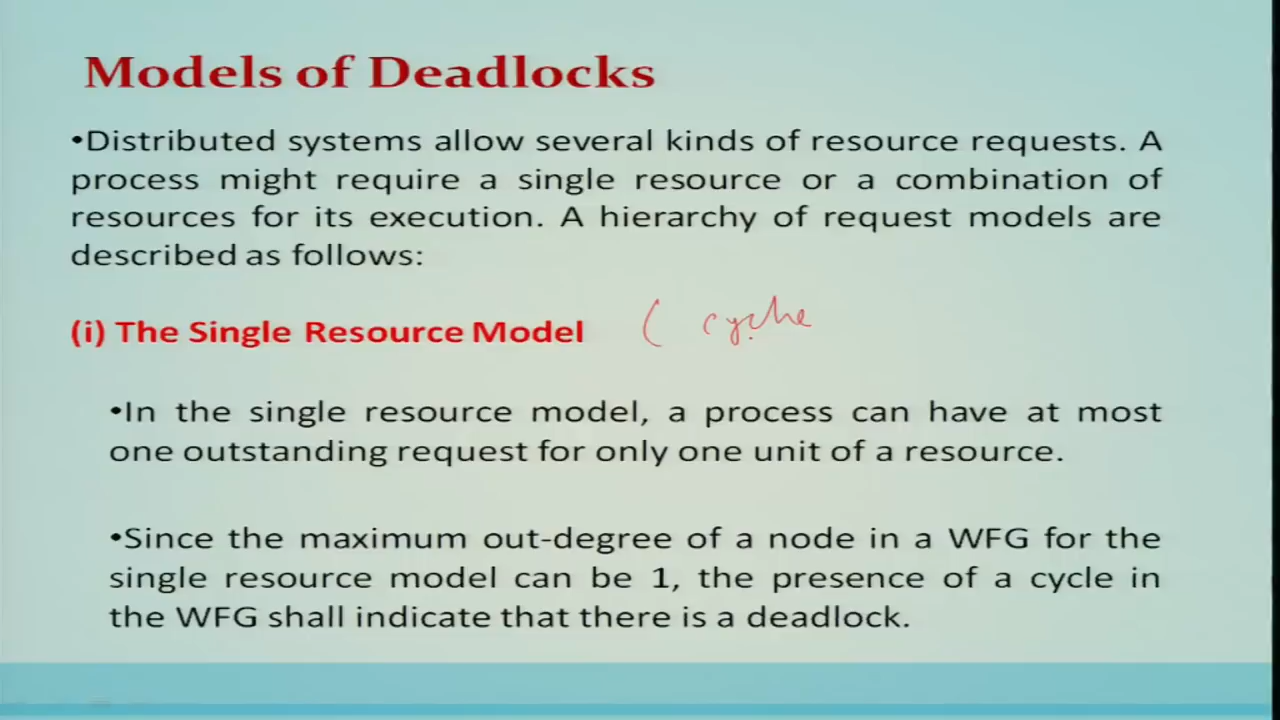 Models of Deadlocks
•Distributed systems allow several kinds of resource requests. A
process might require a single resource or a combination of
resources for its execution. A hierarchy of request models are
described as follows:
(i) The Single Resource Model ( cycle
•In the single resource model, a process can have at most
one outstanding request for only one unit of a resource.
•Since the maximum out-degree of a node in a WFG for the
single resource model can be 1, the presence of a cycle in
the WFG shall indicate that there is a deadlock.